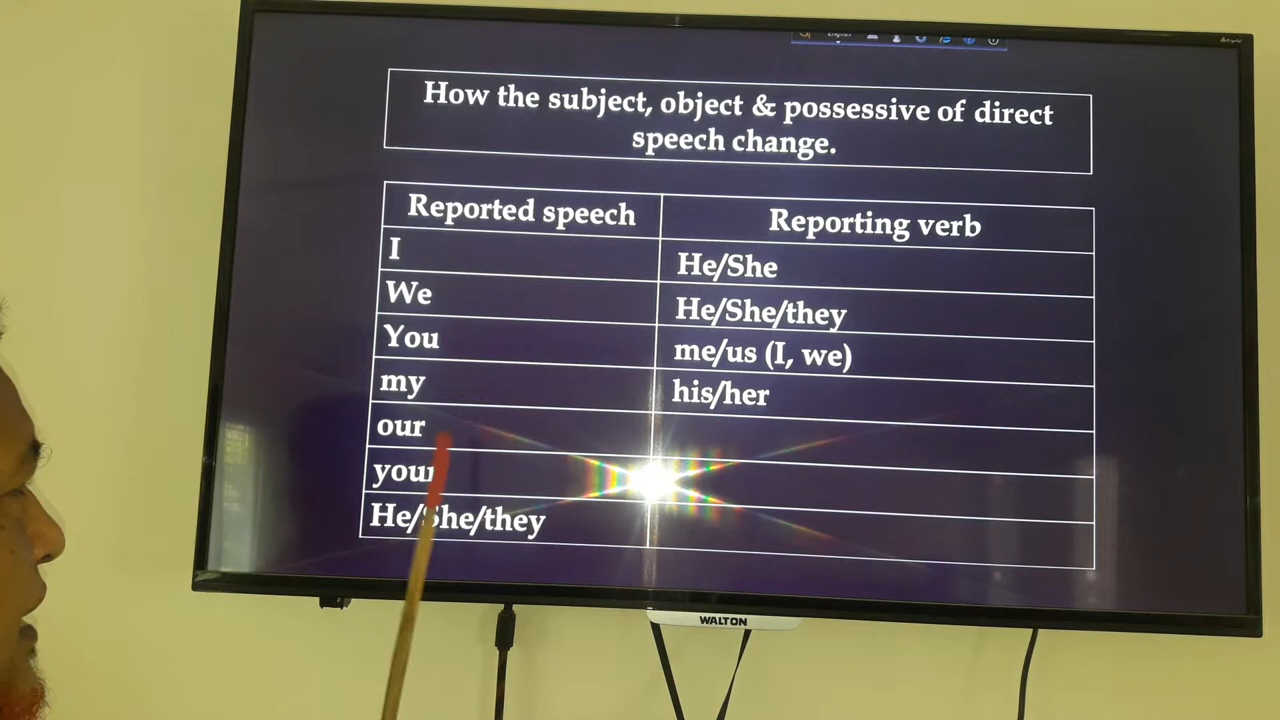 How the subject, object & possessive of direct
speech change.
Reported speech Reporting verb
I He/She
We He/She/they
You me/us (I, we)
my his/her
our
your
He/She/they
WALTON